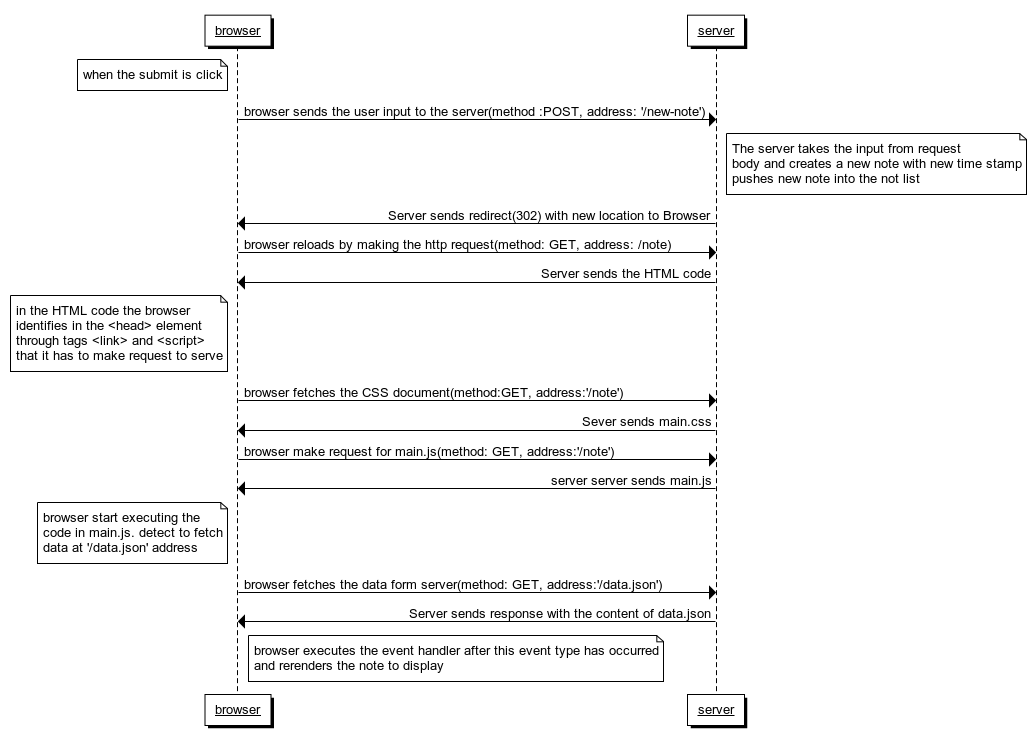 browser
server
when the submit is click
browser sends the user input to the server(method :POST, address: '/new-note')
The server takes the input from request
body and creates a new note with new time stamp
pushes new note into the not list
Server sends redirect(302) with new location to Browser
browser reloads by making the http request(method: GET, address: /note)
Server sends the HTML code
in the HTML code the browser
identifies in the <head> element
through tags <link> and <script>
that it has to make request to serve
browser fetches the CSS document(method:GET, address:'/note')
Sever sends main.css
browser make request for main.js(method: GET, address:'/note')
server server sends main.js
browser start executing the
code in main.js. detect to fetch
data at '/data.json' address
browser fetches the data form server(method: GET, address:'/data.json')
Server sends response with the content of data.json
browser executes the event handler after this event type has occurred
and rerenders the note to display
browser
server